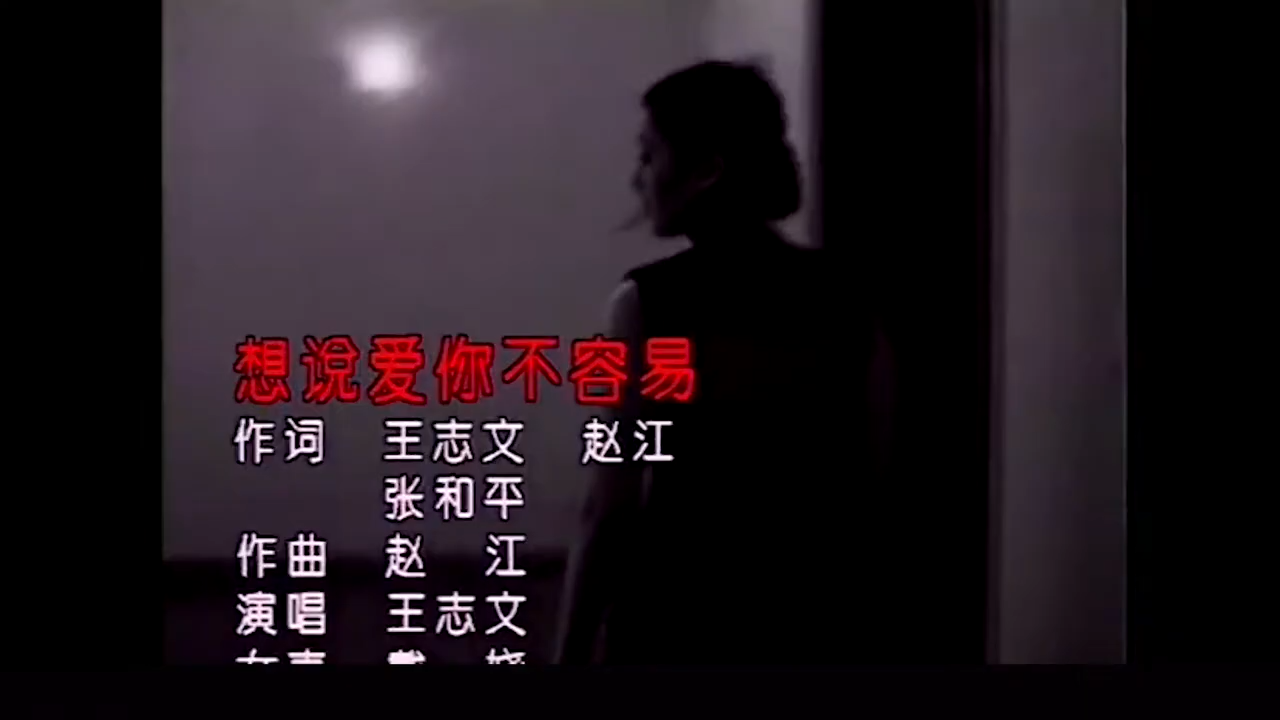 想说爱你不容易
作词 王志文 赵江
张和平
作曲 赵 江
演唱 王志文